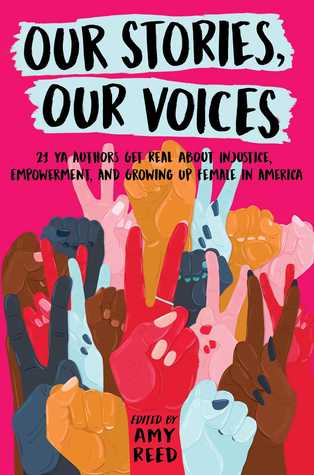 OUR STORIES,
OUR VOICES
21 YA AUTHORS GET REAL ABOUT INJUSTICE,
EMPOWERMENT, AND GROWING UP FEMALE IN AMERICA
EDITED BY
AMY
REED